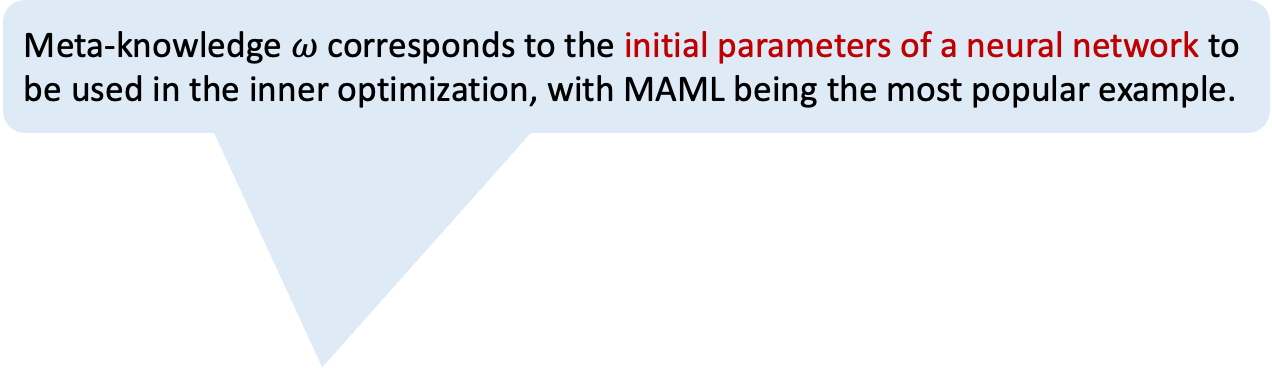 Meta-knowledge 𝜔 corresponds to the initial parameters of a neural network to
be used in the inner optimization, with MAML being the most popular example.